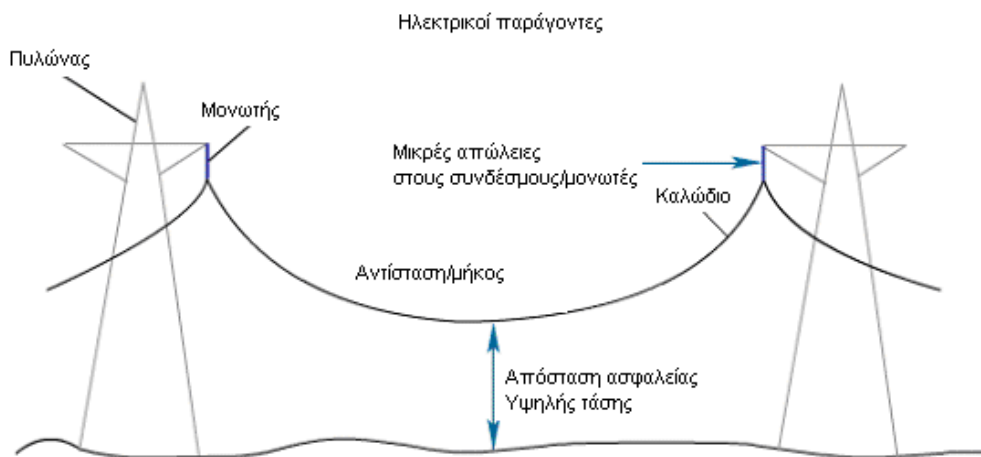 Ηλεκτρικοί παράγοντες
Πυλώνας
Μονωτής
Μικρές απώλειες
στους συνδέσμους/μονωτές
Καλώδιο
Αντίσταση/μήκος
Απόσταση ασφαλείας
Υψηλής τάσης